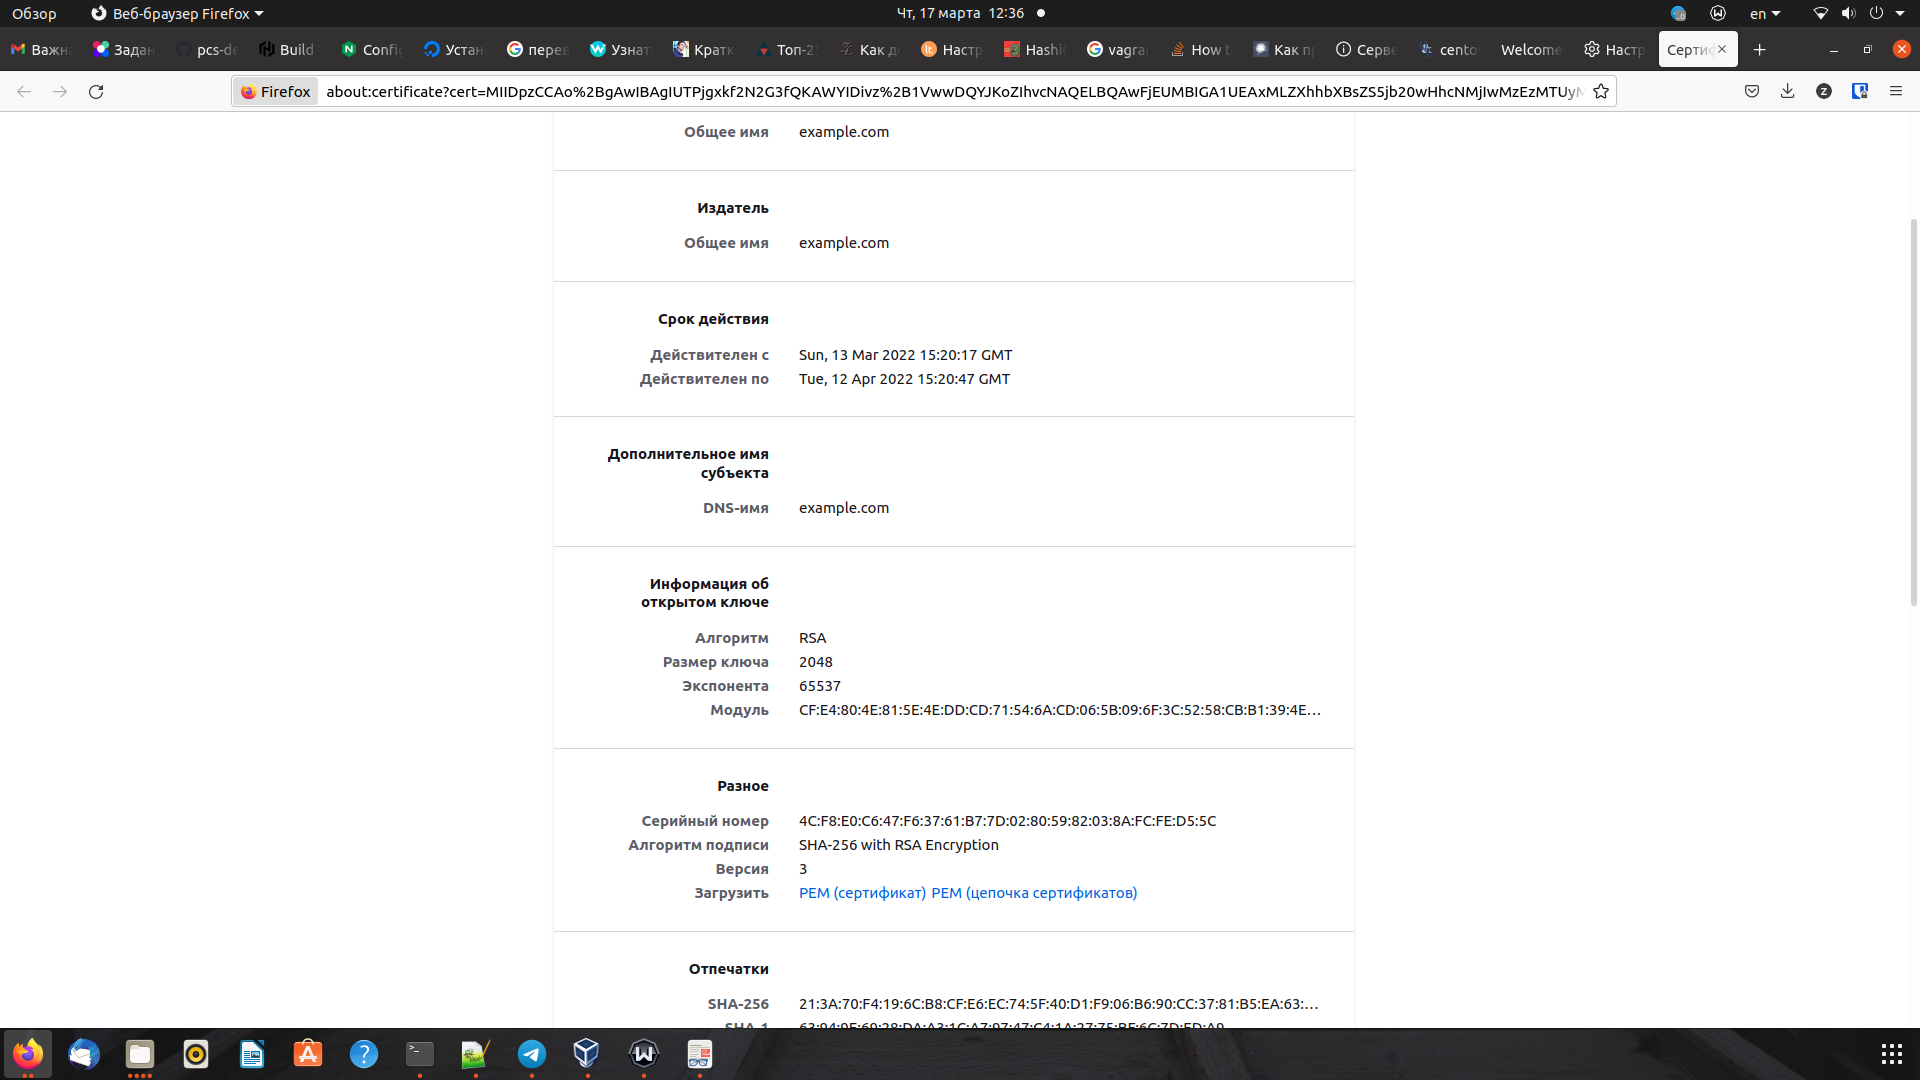 Обзор Веб-браузер Firefox Чт, 17 марта 12:36 en
Важн Задан pcs-de Build Config Устан перев Узнат Кратк Топ-2 Как д Настр Hashi vagra How t Как п Серве cento Welcome Настр Сертиф
Firefox about:certificate?cert=MIIDpzCCAo%2BgAwIBAgIUTPjgxkf2N2G3fQKAWYIDivz%2B1VwwDQYJKoZIhvcNAQELBQAwFjEUMBIGA1UEAxMLZXhhbXBsZS5jb20wHhcNMjIwMzEzMTUyM
Общее имя example.com
Издатель
Общее имя example.com
Срок действия
Действителен с Sun, 13 Mar 2022 15:20:17 GMT
Действителен по Tue, 12 Apr 2022 15:20:47 GMT
Дополнительное имя
субъекта
DNS-имя example.com
Информация об
открытом ключе
Алгоритм RSA
Размер ключа 2048
Экспонента 65537
Модуль CF:E4:80:4E:81:5E:4E:DD:CD:71:54:6A:CD:06:5B:09:6F:3C:52:58:CB:B1:39:4E…
Разное
Серийный номер 4C:F8:E0:C6:47:F6:37:61:B7:7D:02:80:59:82:03:8A:FC:FE:D5:5C
Алгоритм подписи SHA-256 with RSA Encryption
Версия 3
Загрузить PEM (сертификат) PEM (цепочка сертификатов)
Отпечатки
SHA-256 21:3A:70:F4:19:6C:B8:CF:E6:EC:74:5F:40:D1:F9:06:B6:90:CC:37:81:B5:EA:63:…
SHA-1